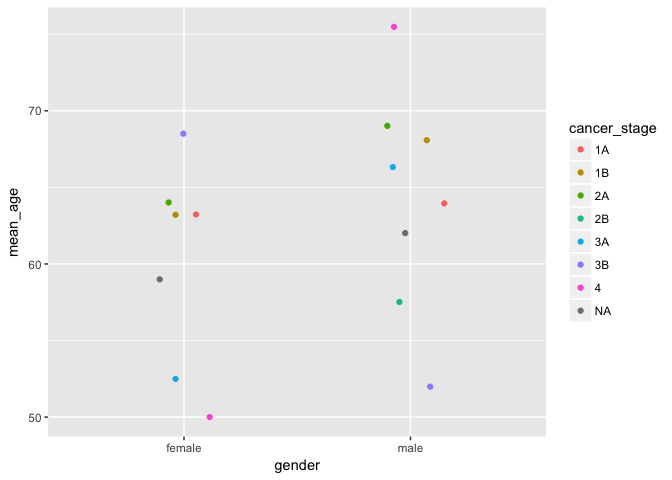 mean_age
70
60
50
female
male
gender
cancer_stage
1A
1B
2A
2B
3A
3B
4
NA